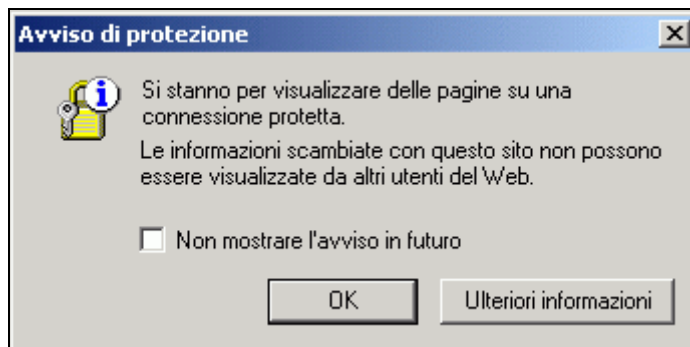 Avviso di protezione
Si stanno per visualizzare delle pagine su una
connessione protetta.
Le informazioni scambiate con questo sito non possono
essere visualizzate da altri utenti del Web.
Non mostrare l'avviso in futuro
OK
Ulteriori informazioni